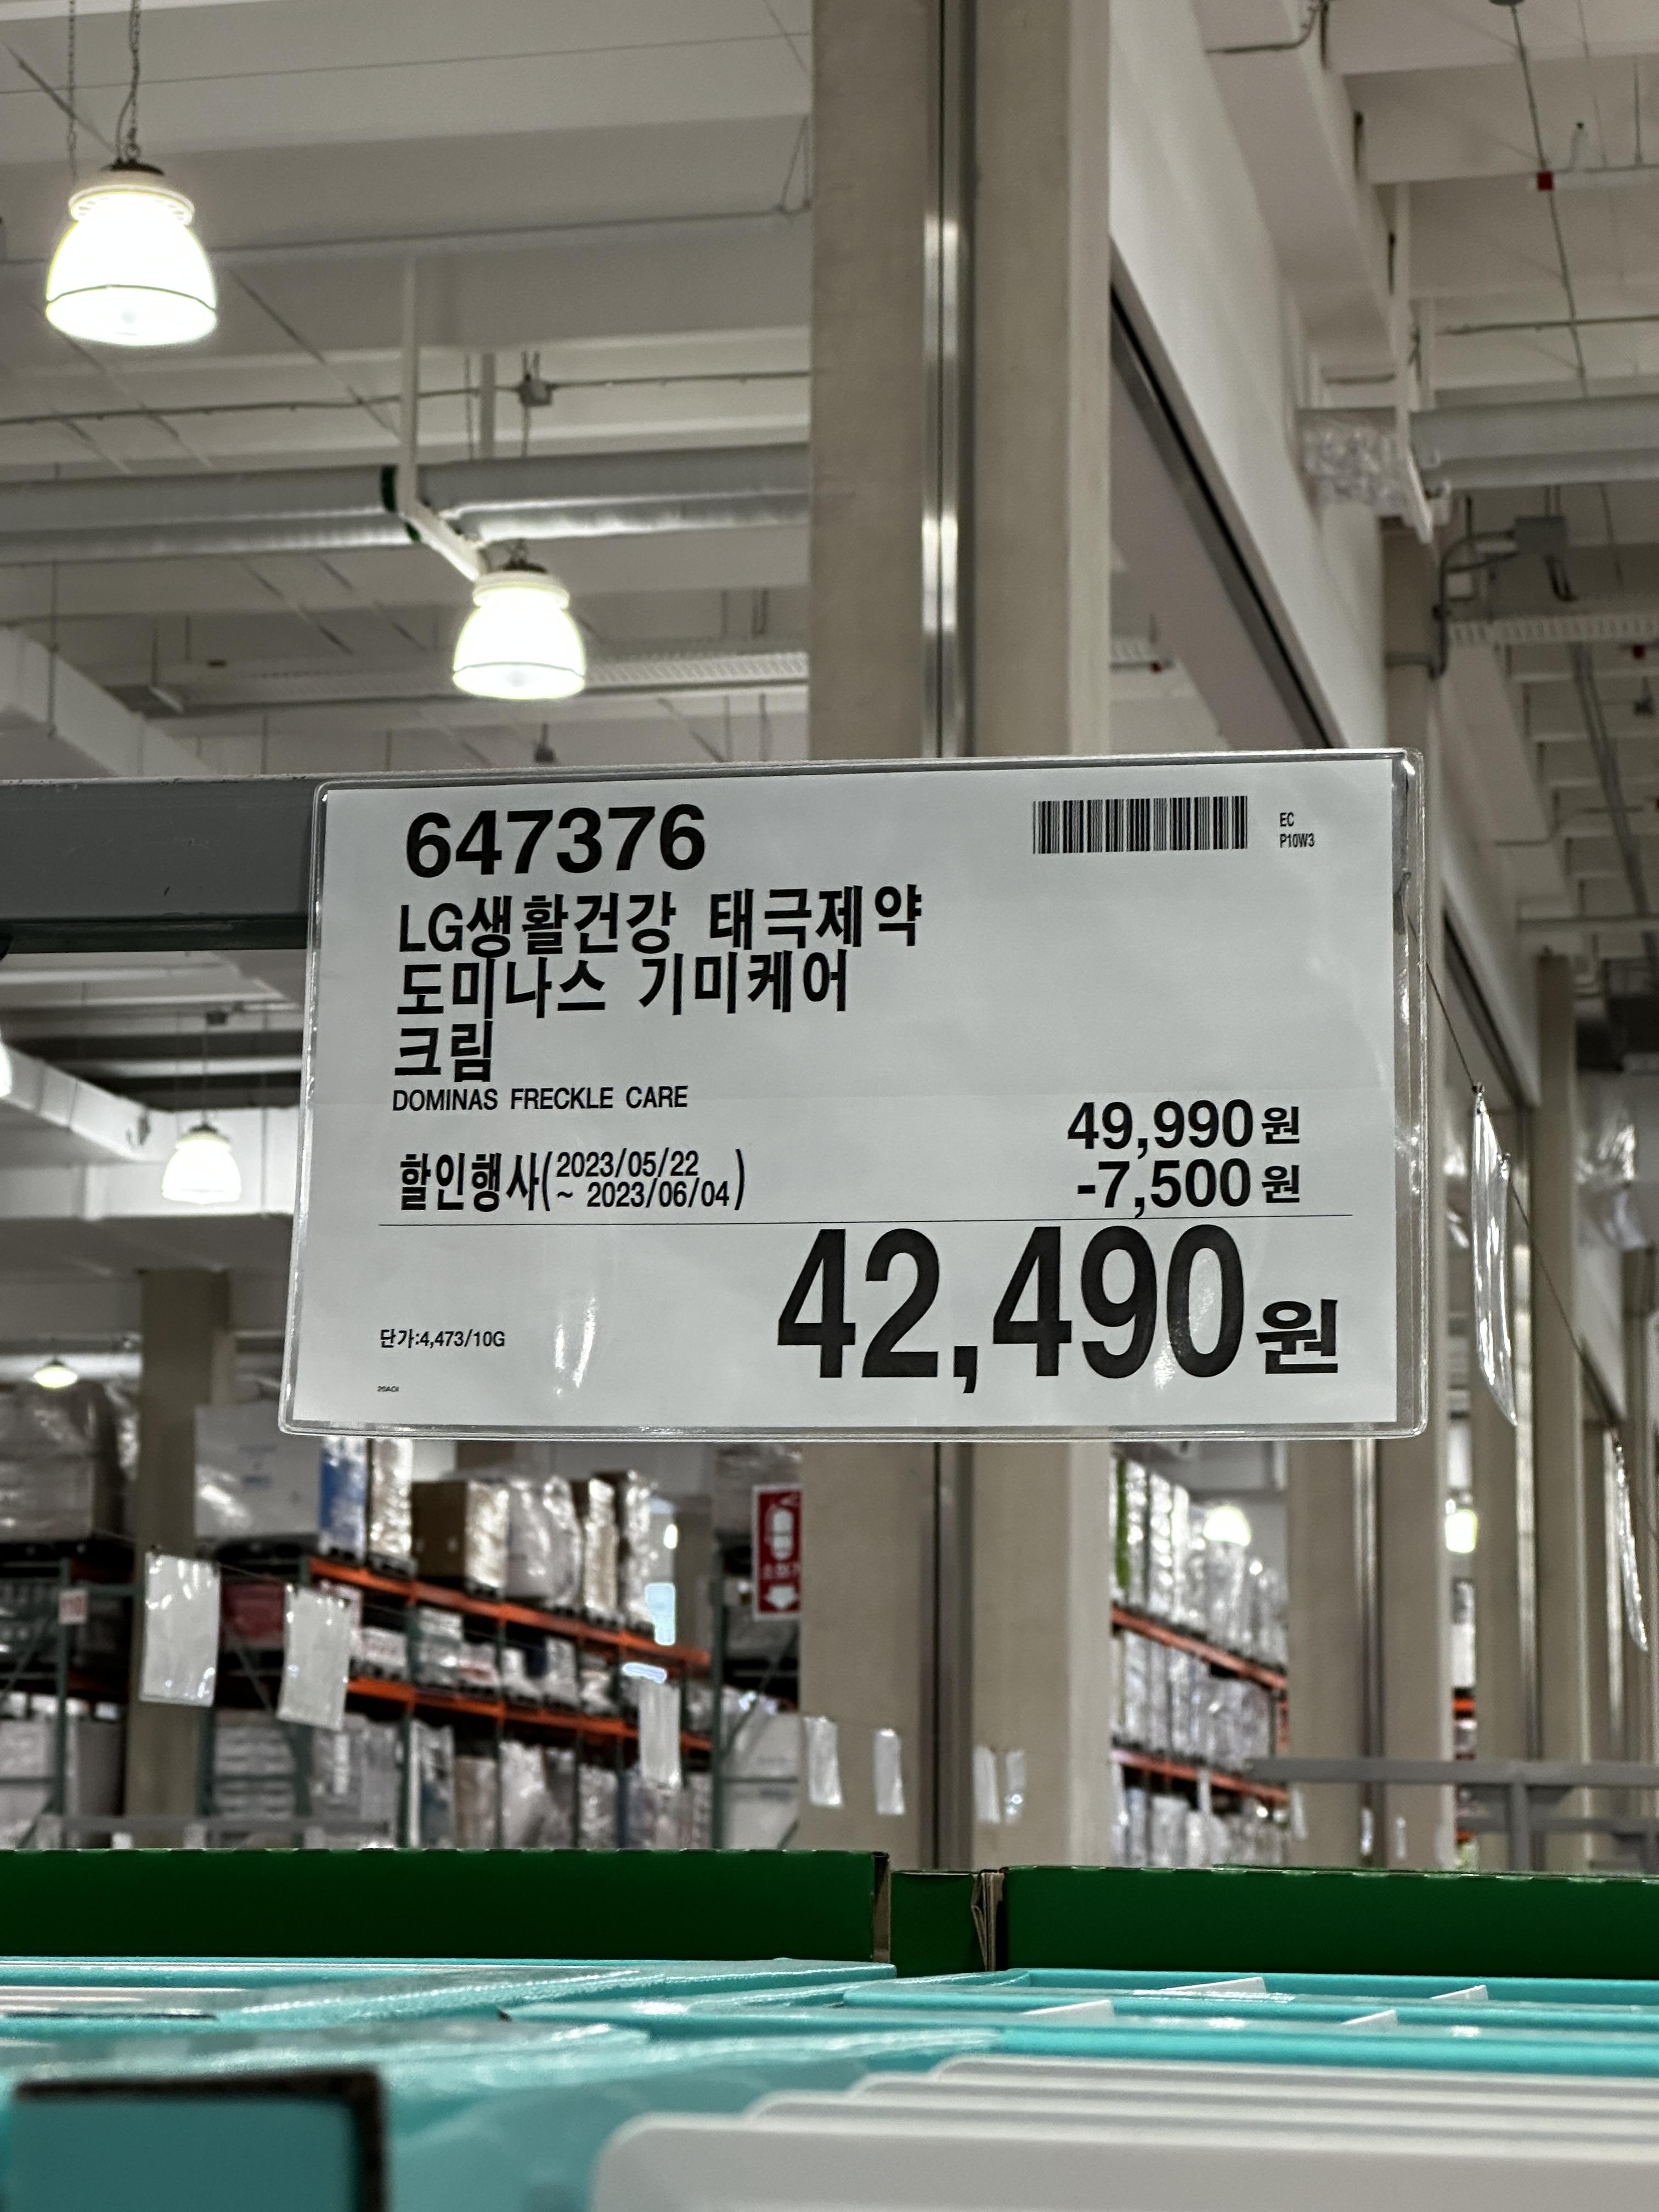 647376
EC
P10W3
LG생활건강 태극제약
도미나스 기미케어
크림
DOMINAS FRECKLE CARE
49,990원
할인행사(2023/05/22
~ 2023/06/04)
-7,500원
42,490원
단가:4,473/10G